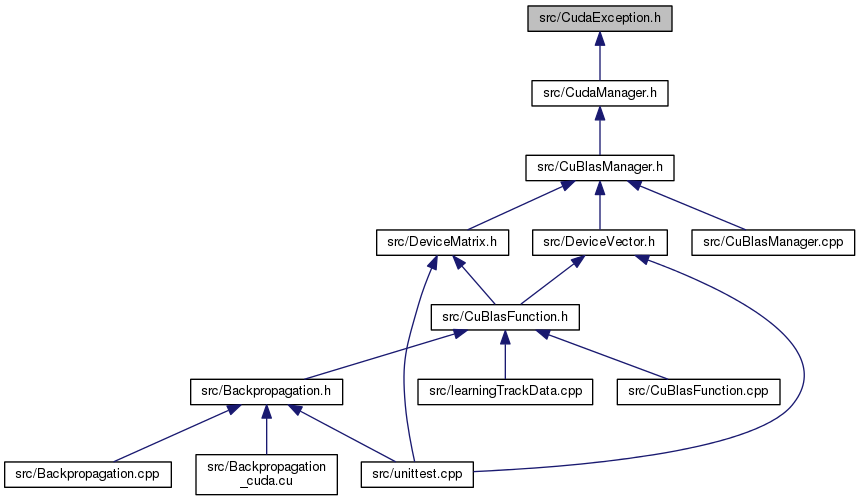 src/CudaException.h
src/CudaManager.h
src/CuBlasManager.h
src/DeviceMatrix.h
src/DeviceVector.h
src/CuBlasManager.cpp
src/CuBlasFunction.h
src/Backpropagation.h
src/learningTrackData.cpp
src/CuBlasFunction.cpp
src/Backpropagation.cpp
src/Backpropagation
_cuda.cu
src/unittest.cpp